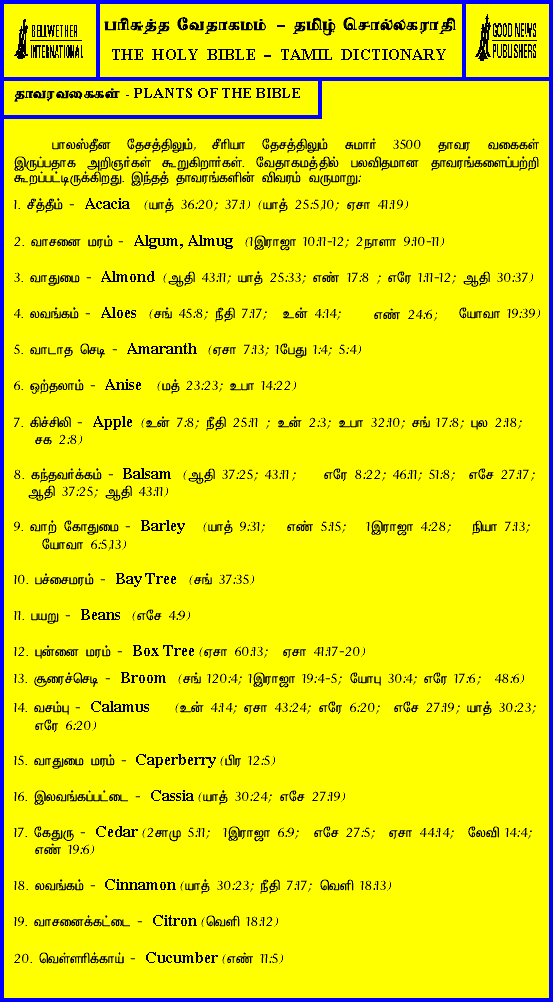 BELLWETHER
INTERNATIONAL
பரிசுத்த வேதாகமம் – தமிழ் சொல்லகராதி
THE HOLY BIBLE – TAMIL DICTIONARY
GOOD NEWS
PUBLISHERS
தாவரவகைகள் - PLANTS OF THE BIBLE
பாலஸ்தீன தேசத்திலும், சீரியா தேசத்திலும் சுமார் 3500 தாவர வகைகள்
இருப்பதாக அறிஞர்கள் கூறுகிறார்கள். வேதாகமத்தில் பலவிதமான தாவரங்களைப்பற்றி
கூறப்பட்டிருக்கிறது. இந்தத் தாவரங்களின் விவரம் வருமாறு:
1. சீத்தீம் - Acacia (யாத் 36:20; 37:1) (யாத் 25:5,10; ஏசா 41:19)
2. வாசனை மரம் - Algum, Almug (1இராஜா 10:11-12; 2நாளா 9:10-11)
3. வாதுமை - Almond (ஆதி 43:11; யாத் 25:33; எண் 17:8 ; எரே 1:11-12; ஆதி 30:37)
4. லவங்கம் - Aloes (சங் 45:8; நீதி 7:17; உன் 4:14; எண் 24:6; யோவா 19:39)
5. வாடாத செடி - Amaranth (ஏசா 7:13; 1பேது 1:4; 5:4)
6. ஒற்தலாம் - Anise (மத் 23:23; உபா 14:22)
7. கிச்சிலி - Apple (உன் 7:8; நீதி 25:11 ; உன் 2:3; உபா 32:10; சங் 17:8; புல 2:18;
சக 2:8)
8. கந்தவர்க்கம் - Balsam (ஆதி 37:25; 43:11; எரே 8:22; 46:11; 51:8; எசே 27:17;
ஆதி 37:25; ஆதி 43:11)
9. வாற் கோதுமை - Barley (யாத் 9:31; எண் 5:15; 1இராஜா 4:28; நியா 7:13;
யோவா 6:5,13)
10. பச்சைமரம் - Bay Tree (சங் 37:35)
11. பயறு - Beans (எசே 4:9)
12. புன்னை மரம் - Box Tree (ஏசா 60:13; ஏசா 41:17-20)
13. சூரைச்செடி - Broom (சங் 120:4; 1இராஜா 19:4-5; யோபு 30:4; எரே 17:6; 48:6)
14. வசம்பு - Calamus (உன் 4:14; ஏசா 43:24; எரே 6:20; எசே 27:19; யாத் 30:23;
எரே 6:20)
15. வாதுமை மரம் - Caperberry (பிர 12:5)
16. இலவங்கப்பட்டை - Cassia (யாத் 30:24; எசே 27:19)
17. கேதுரு - Cedar (2சாமு 5:11; 1இராஜா 6:9; எசே 27:5; ஏசா 44:14; லேவி 14:4;
எண் 19:6)
18. லவங்கம் - Cinnamon (யாத் 30:23; நீதி 7:17; வெளி 18:13)
19. வாசனைக்கட்டை - Citron (வெளி 18:12)
20. வெள்ளரிக்காய் - Cucumber (எண் 11:5)